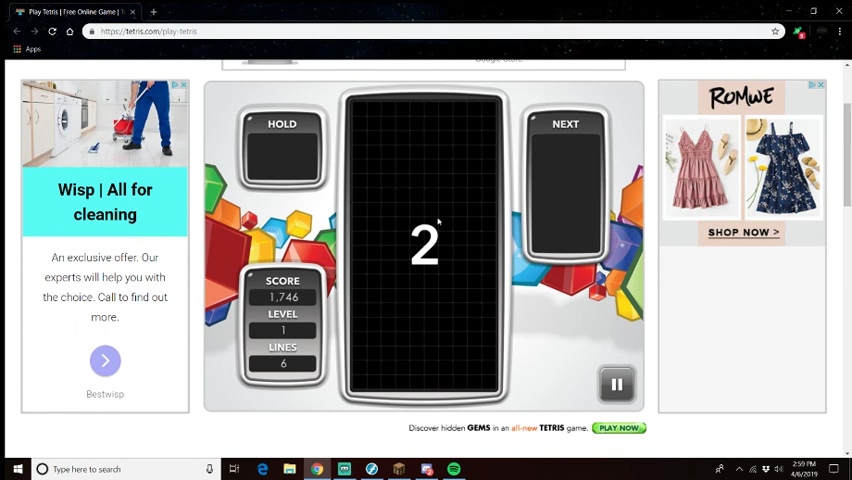 Play Tetris | Free Online Game | T
https://tetris.com/play-tetris
Apps
Google Store.
Wisp | All for
cleaning
An exclusive offer. Our
experts will help you with
the choice. Call to find out
more.
Bestwisp
HOLD
NEXT
2
SCORE
1,746
LEVEL
1
LINES
6
Discover hidden GEMS in an all-new TETRIS game. PLAY NOW
ROMWE
SHOP NOW >
Type here to search
2:59 PM
4/6/2019